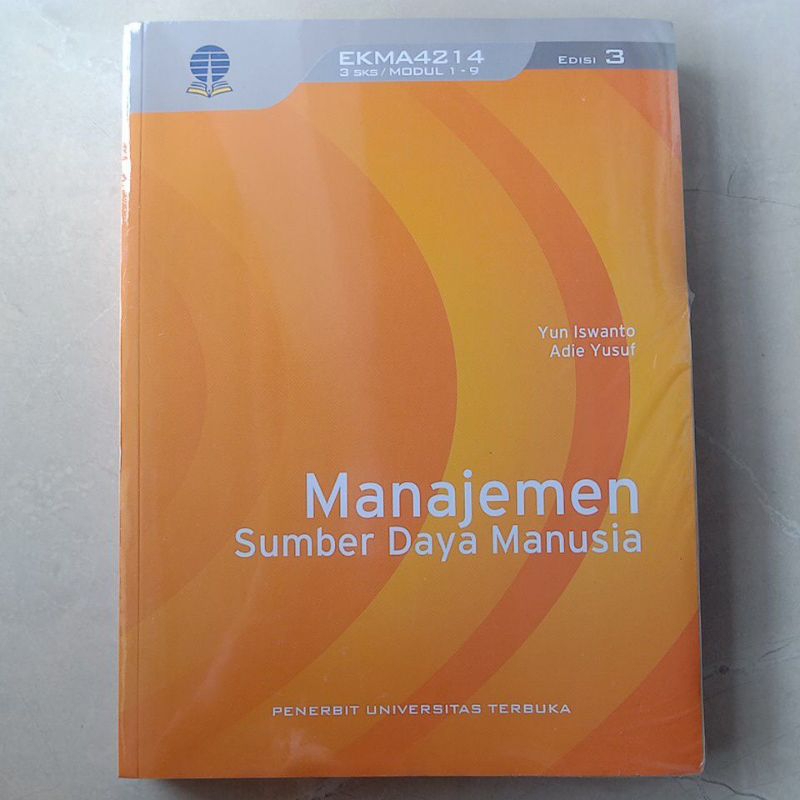 EKMA4214
3 SKS / MODUL 1 - 9
EDISI 3
Yun Iswanto
Adie Yusuf
Manajemen
Sumber Daya Manusia
PENERBIT UNIVERSITAS TERBUKA